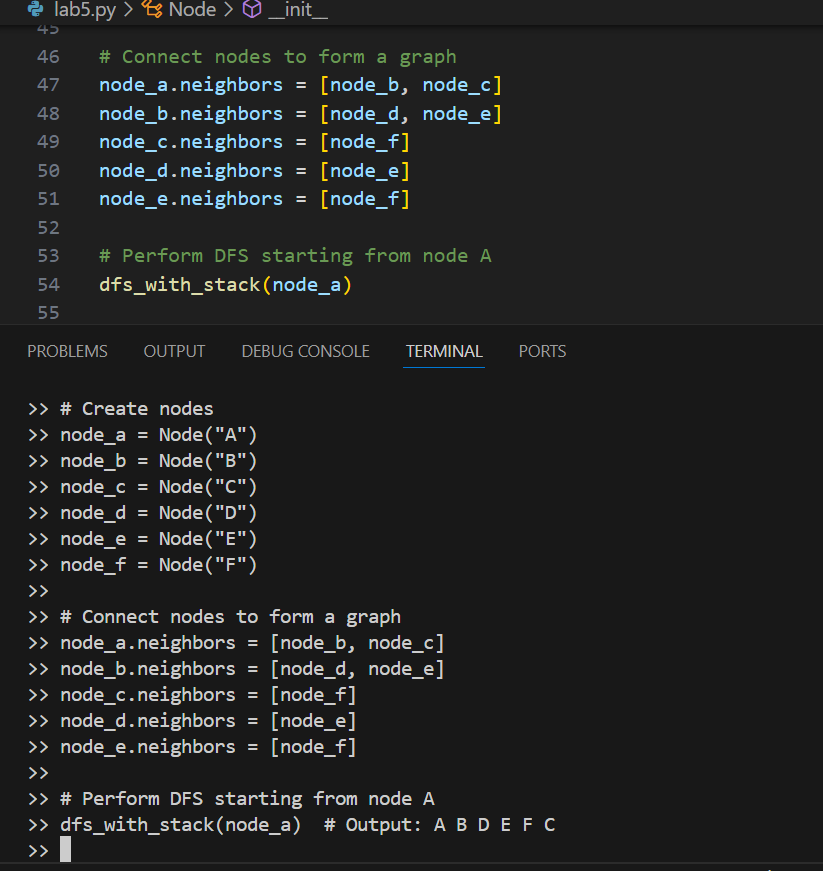 lab5.py > Node > __init__
45
46 # Connect nodes to form a graph
47 node_a.neighbors = [node_b, node_c]
48 node_b.neighbors = [node_d, node_e]
49 node_c.neighbors = [node_f]
50 node_d.neighbors = [node_e]
51 node_e.neighbors = [node_f]
52
53 # Perform DFS starting from node A
54 dfs_with_stack(node_a)
55
PROBLEMS OUTPUT DEBUG CONSOLE TERMINAL PORTS
>> # Create nodes
>> node_a = Node("A")
>> node_b = Node("B")
>> node_c = Node("C")
>> node_d = Node("D")
>> node_e = Node("E")
>> node_f = Node("F")
>>
>> # Connect nodes to form a graph
>> node_a.neighbors = [node_b, node_c]
>> node_b.neighbors = [node_d, node_e]
>> node_c.neighbors = [node_f]
>> node_d.neighbors = [node_e]
>> node_e.neighbors = [node_f]
>>
>> # Perform DFS starting from node A
>> dfs_with_stack(node_a)  # Output: A B D E F C
>>